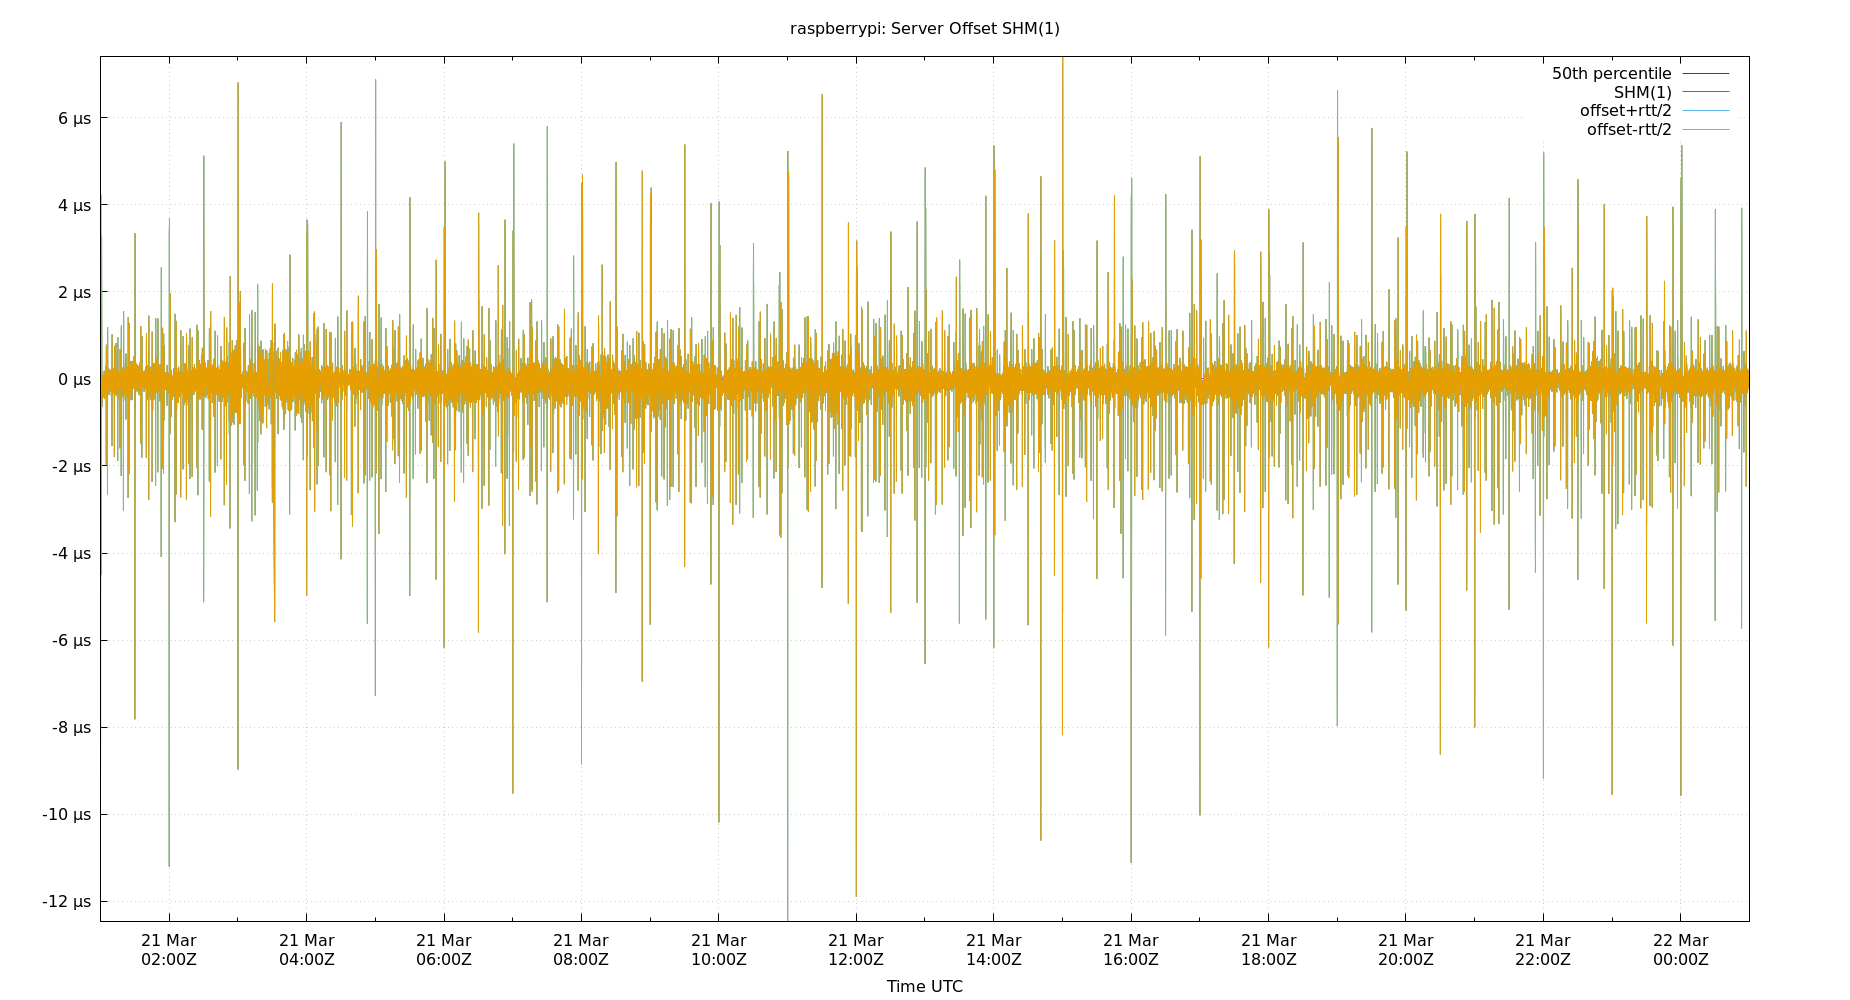 raspberrypi: Server Offset SHM(1)
50th percentile
SHM(1)
offset+rtt/2
offset-rtt/2
6 µs
4 µs
2 µs
0 µs
-2 µs
-4 µs
-6 µs
-8 µs
-10 µs
-12 µs
21 Mar 21 Mar 21 Mar 21 Mar 21 Mar 21 Mar 21 Mar 21 Mar 21 Mar 21 Mar 21 Mar 22 Mar
02:00Z 04:00Z 06:00Z 08:00Z 10:00Z 12:00Z 14:00Z 16:00Z 18:00Z 20:00Z 22:00Z 00:00Z
Time UTC